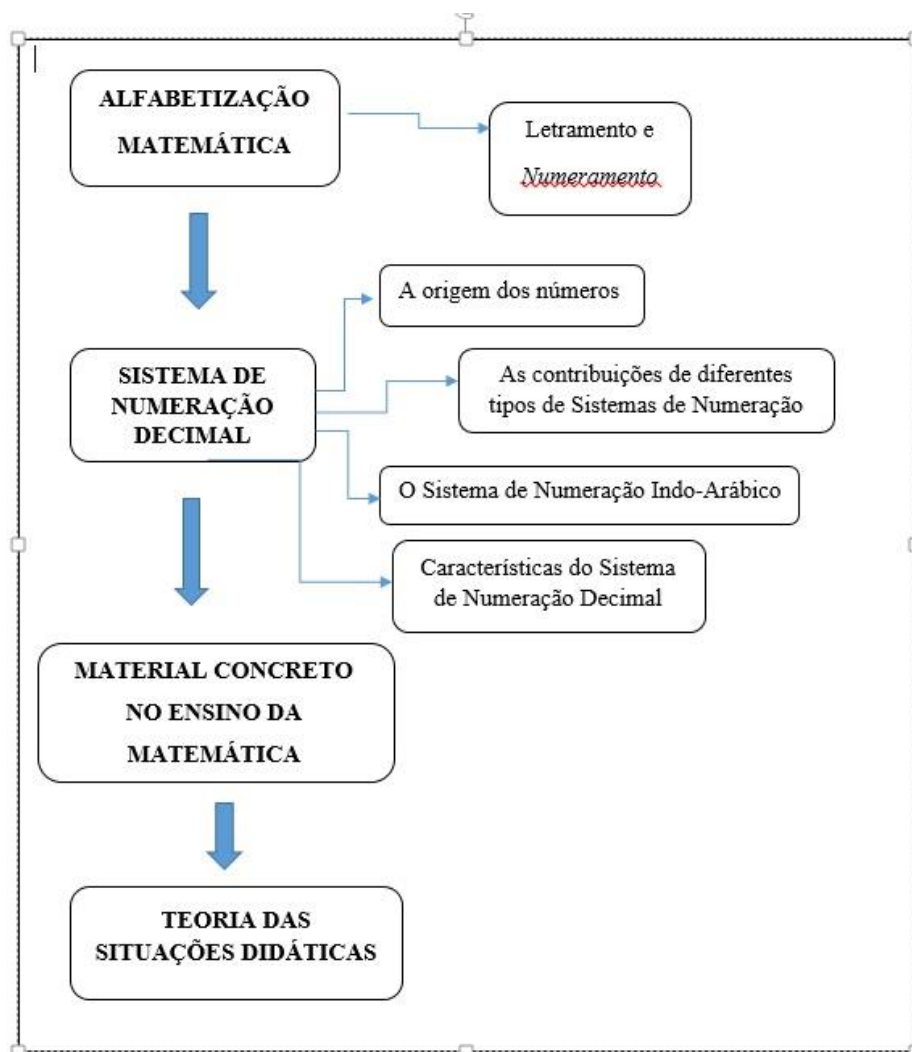 ALFABETIZAÇÃO
MATEMÁTICA
Letramento e
Numeramento
A origem dos números
As contribuições de diferentes
tipos de Sistemas de Numeração
SISTEMA DE
NUMERAÇÃO
DECIMAL
O Sistema de Numeração Indo-Arábico
Características do Sistema
de Numeração Decimal
MATERIAL CONCRETO
NO ENSINO DA
MATEMÁTICA
TEORIA DAS
SITUAÇÕES DIDÁTICAS